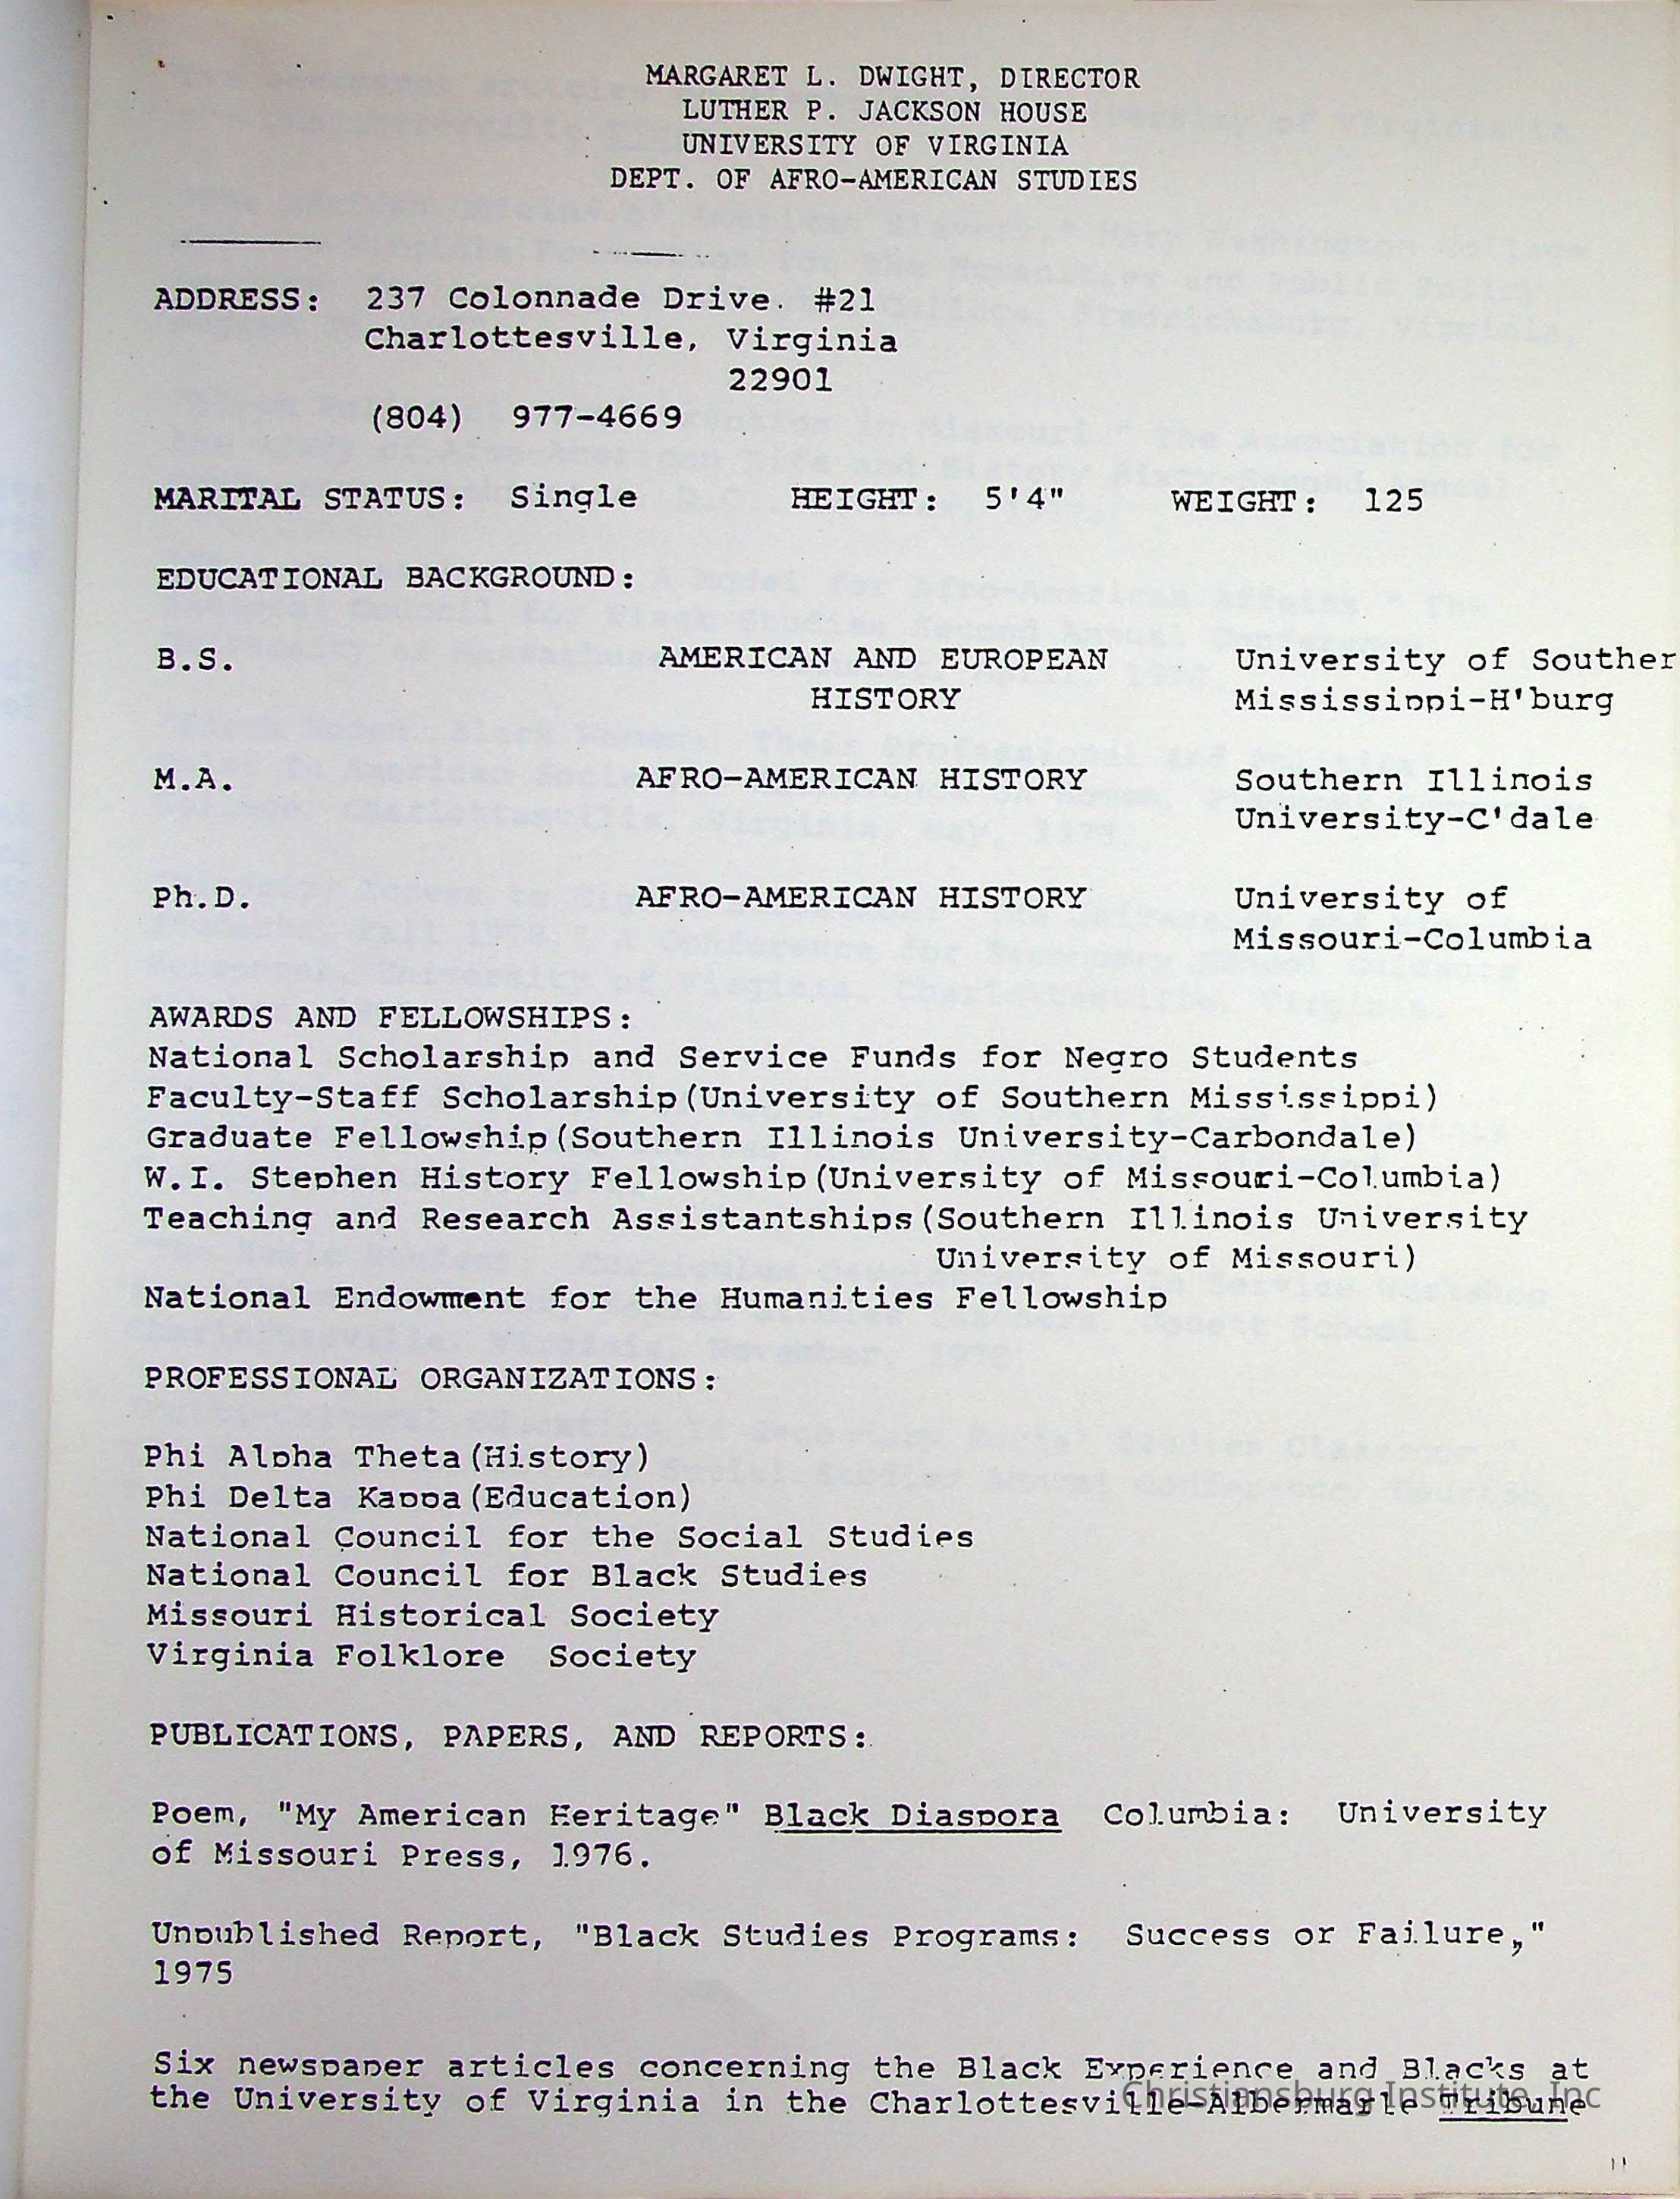 MARGARET L. DWIGHT, DIRECTOR
LUTHER P. JACKSON HOUSE
UNIVERSITY OF VIRGINIA
DEPT. OF AFRO-AMERICAN STUDIES
ADDRESS: 237 Colonnade Drive. #21
Charlottesville, Virginia
22901
(804) 977-4669
MARITAL STATUS: Single HEIGHT: 5'4" WEIGHT: 125
EDUCATIONAL BACKGROUND:
B.S. AMERICAN AND EUROPEAN University of Souther
HISTORY Mississippi-H'burg
M.A. AFRO-AMERICAN HISTORY Southern Illinois
University-C'dale
Ph.D. AFRO-AMERICAN HISTORY University of
Missouri-Columbia
AWARDS AND FELLOWSHIPS:
National Scholarship and Service Funds for Negro Students
Faculty-Staff Scholarship(University of Southern Mississippi)
Graduate Fellowship(Southern Illinois University-Carbondale)
W.I. Stephen History Fellowship(University of Missouri-Columbia)
Teaching and Research Assistantships(Southern Illinois University
University of Missouri)
National Endowment for the Humanities Fellowship
PROFESSIONAL ORGANIZATIONS:
Phi Alpha Theta(History)
Phi Delta Kappa(Education)
National Council for the Social Studies
National Council for Black Studies
Missouri Historical Society
Virginia Folklore Society
PUBLICATIONS, PAPERS, AND REPORTS:
Poem, "My American Heritage" Black Diaspora Columbia: University
of Missouri Press, 1976.
Unpublished Report, "Black Studies Programs: Success or Failure,"
1975
Six newspaper articles concerning the Black Experience and Blacks at
the University of Virginia in the Charlottesville-Albermarle Tribune
Christiansburg Institute, Inc